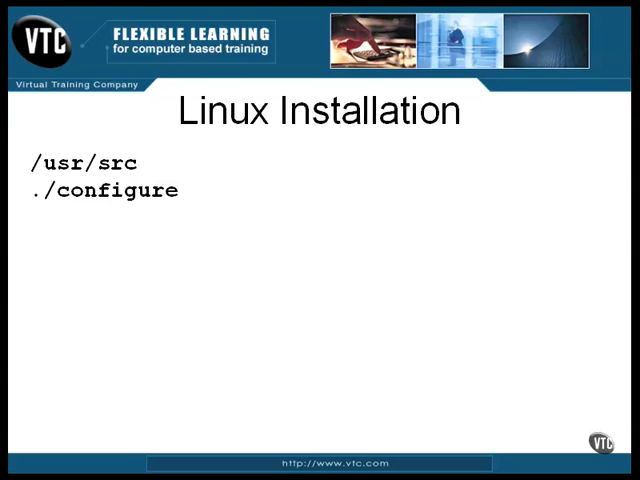 VTC
FLEXIBLE LEARNING
for computer based training
Virtual Training Company
Linux Installation
/usr/src
./configure
VTC
http://www.vtc.com